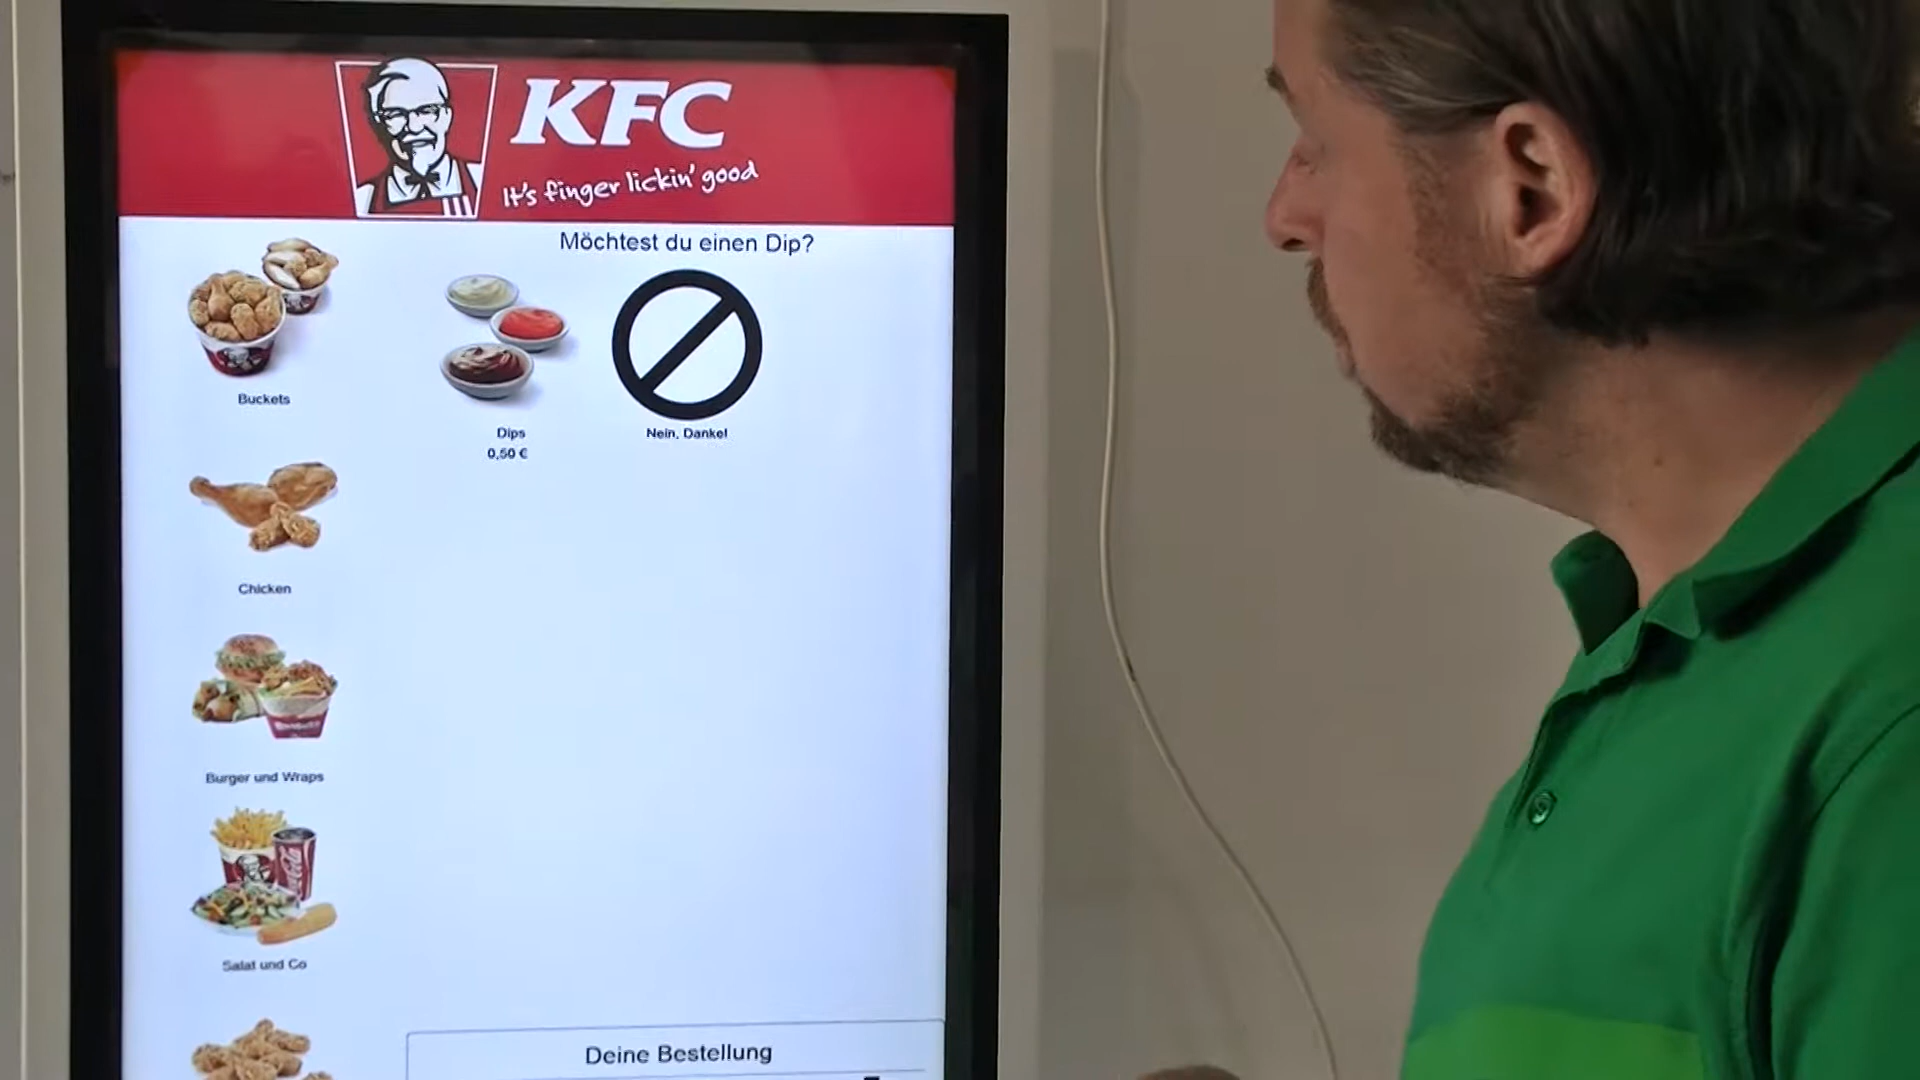 KFC
It's finger lickin' good
Möchtest du einen Dip?
Buckets
Dips
0,50 €
Nein, Danke!
Chicken
Burger und Wraps
Salat und Co
Deine Bestellung